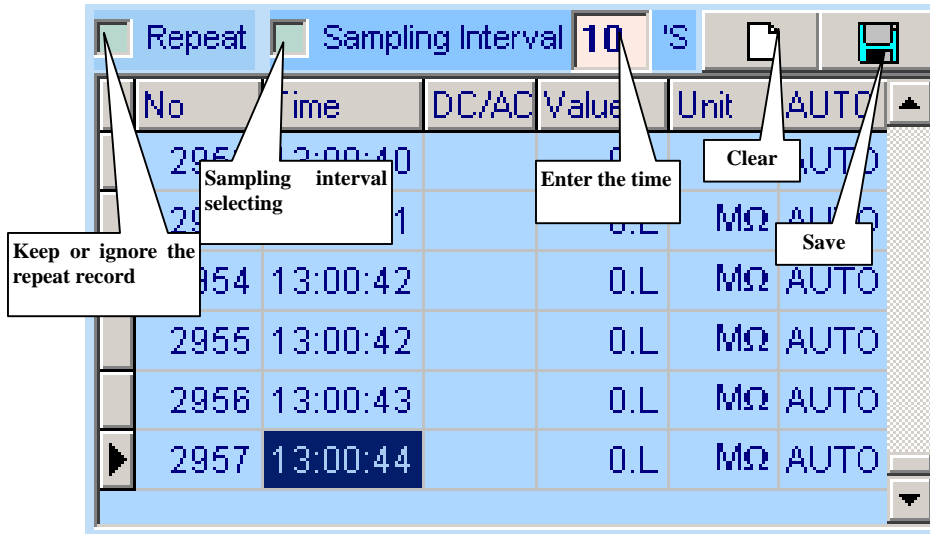 Repeat Sampling Interval 10 'S
No Time DC/AC Value Unit AUTO
13:00:40 AUTO
0.L MΩ AUTO
2954 13:00:42 0.L MΩ AUTO
2955 13:00:42 0.L MΩ AUTO
2956 13:00:43 0.L MΩ AUTO
2957 13:00:44 0.L MΩ AUTO
Keep or ignore the
repeat record
Sampling interval
selecting
Enter the time
Clear
Save